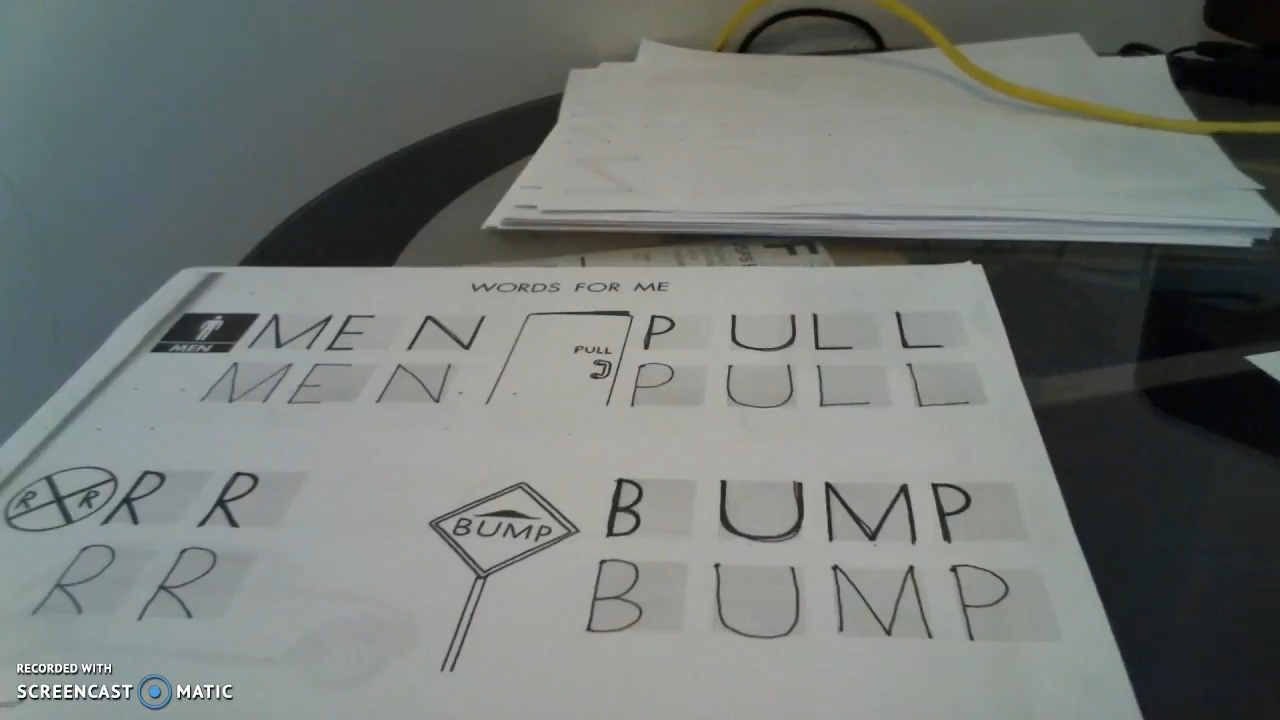 WORDS FOR ME
MEN
MEN
MEN
PULL
PULL
PULL
R R
R R
R R
BUMP
BUMP
BUMP
RECORDED WITH
SCREENCAST MATIC